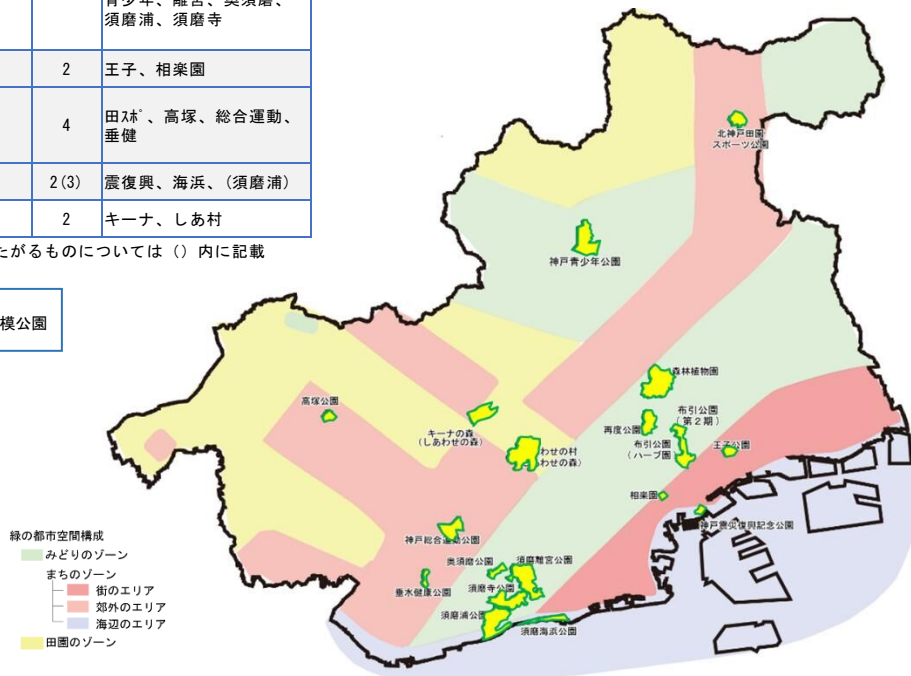 青少年、離宮、奥須磨、
須磨浦、須磨寺
2
王子、相楽園
4
田ｽﾎﾟ、高塚、総合運動、
垂健
2(3)
震復興、海浜、(須磨浦)
2
キーナ、しあ村
たがるものについては（）内に記載
模公園
北神戸田園
スポーツ公園
神戸青少年公園
森林植物園
高塚公園
布引公園
(第２期)
キーナの森
(しあわせの森)
再度公園
わせの村
わせの森)
布引公園
(ハーブ園
王子公園
相楽園
神戸震災復興記念公園
神戸総合運動公園
奥須磨公園
須磨離宮公園
垂水健康公園
須磨寺公園
須磨浦公園
須磨海浜公園
緑の都市空間構成
みどりのゾーン
まちのゾーン
街のエリア
郊外のエリア
海辺のエリア
田園のゾーン